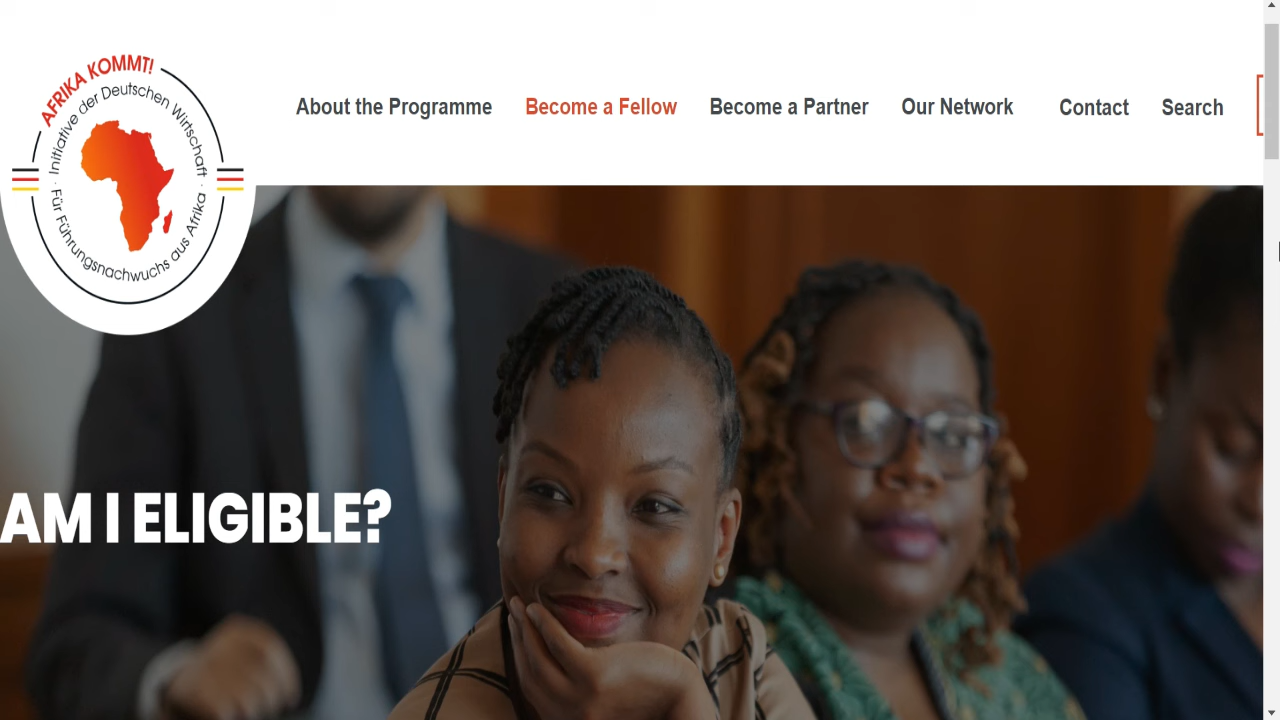 AFRIKA KOMMT!
Initiative der Deutschen Wirtschaft ·
Für Führungsnachwuchs aus Afrika ·
About the Programme
Become a Fellow
Become a Partner
Our Network
Contact
Search
AM I ELIGIBLE?